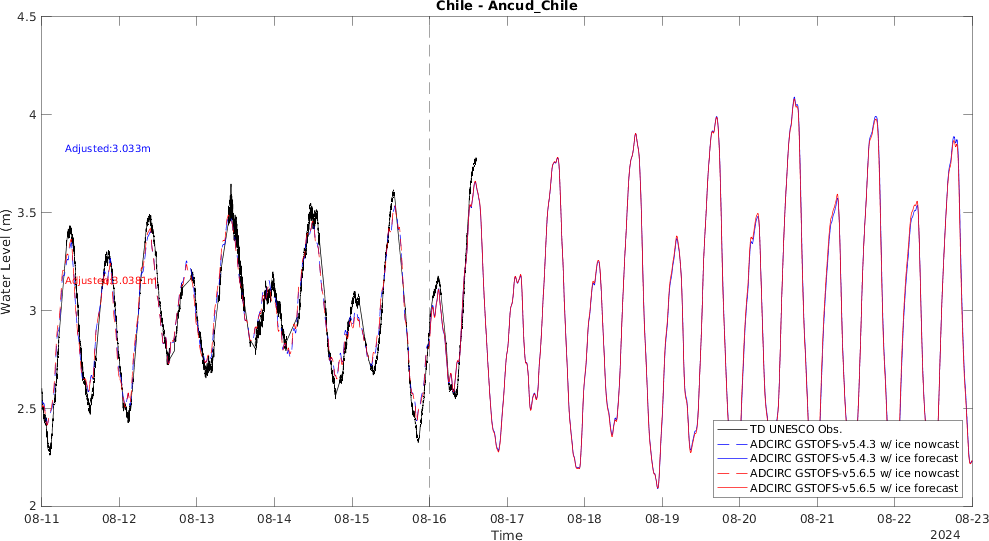 Chile - Ancud_Chile
4.5
4
3.5
3
2.5
2
Water Level (m)
Adjusted:3.033m
Adjusted:3.0381m
TD UNESCO Obs.
ADCIRC GSTOFS-v5.4.3 w/ ice nowcast
ADCIRC GSTOFS-v5.4.3 w/ ice forecast
ADCIRC GSTOFS-v5.6.5 w/ ice nowcast
ADCIRC GSTOFS-v5.6.5 w/ ice forecast
08-11 08-12 08-13 08-14 08-15 08-16 08-17 08-18 08-19 08-20 08-21 08-22 08-23
Time
2024